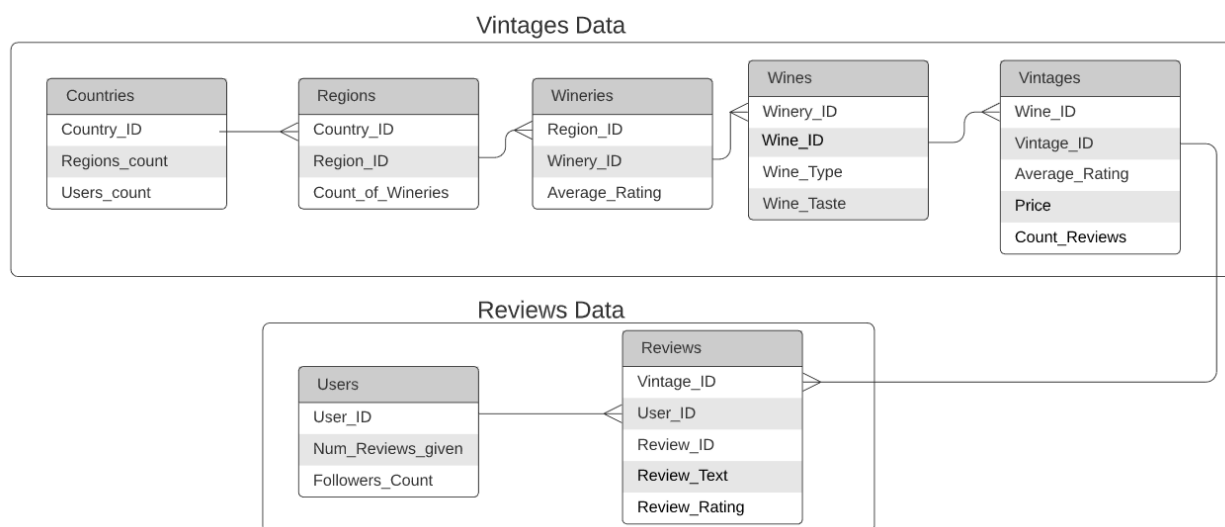 Vintages Data
Countries
Country_ID
Regions_count
Users_count
Regions
Country_ID
Region_ID
Count_of_Wineries
Wineries
Region_ID
Winery_ID
Average_Rating
Wines
Winery_ID
Wine_ID
Wine_Type
Wine_Taste
Vintages
Wine_ID
Vintage_ID
Average_Rating
Price
Count_Reviews
Reviews Data
Users
User_ID
Num_Reviews_given
Followers_Count
Reviews
Vintage_ID
User_ID
Review_ID
Review_Text
Review_Rating